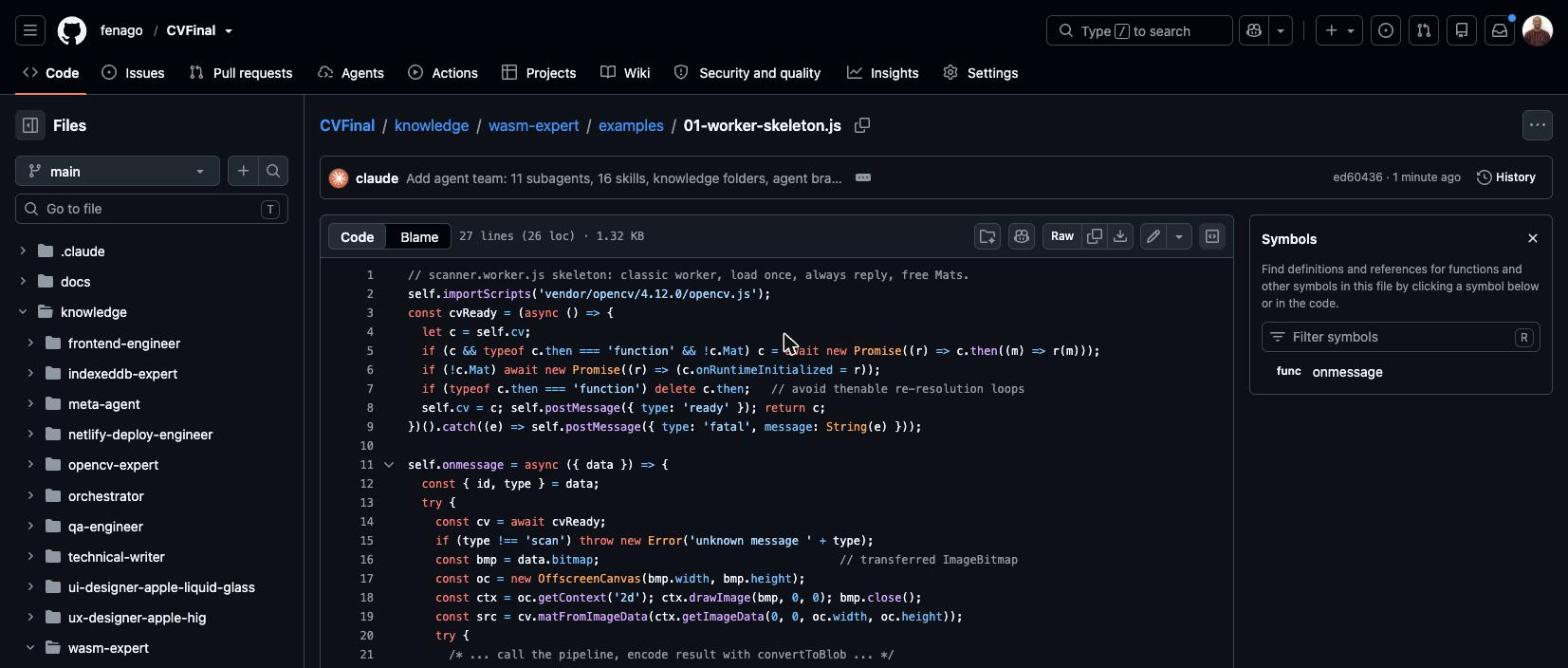 fenago / CVFinal
Type / to search
Code
Issues
Pull requests
Agents
Actions
Projects
Wiki
Security and quality
Insights
Settings
Files
main
Go to file
T
.claude
docs
knowledge
frontend-engineer
indexeddb-expert
meta-agent
netlify-deploy-engineer
opencv-expert
orchestrator
qa-engineer
technical-writer
ui-designer-apple-liquid-glass
ux-designer-apple-hig
wasm-expert
CVFinal / knowledge / wasm-expert / examples / 01-worker-skeleton.js
claude Add agent team: 11 subagents, 16 skills, knowledge folders, agent bra...
ed60436 · 1 minute ago
History
Code Blame 27 lines (26 loc) · 1.32 KB
Raw
1 // scanner.worker.js skeleton: classic worker, load once, always reply, free Mats.
2 self.importScripts('vendor/opencv/4.12.0/opencv.js');
3 const cvReady = (async () => {
4 let c = self.cv;
5 if (c && typeof c.then === 'function' && !c.Mat) c = await new Promise((r) => c.then((m) => r(m)));
6 if (!c.Mat) await new Promise((r) => (c.onRuntimeInitialized = r));
7 if (typeof c.then === 'function') delete c.then; // avoid thenable re-resolution loops
8 self.cv = c; self.postMessage({ type: 'ready' }); return c;
9 })().catch((e) => self.postMessage({ type: 'fatal', message: String(e) }));
10
11 self.onmessage = async ({ data }) => {
12 const { id, type } = data;
13 try {
14 const cv = await cvReady;
15 if (type !== 'scan') throw new Error('unknown message ' + type);
16 const bmp = data.bitmap; // transferred ImageBitmap
17 const oc = new OffscreenCanvas(bmp.width, bmp.height);
18 const ctx = oc.getContext('2d'); ctx.drawImage(bmp, 0, 0); bmp.close();
19 const src = cv.matFromImageData(ctx.getImageData(0, 0, oc.width, oc.height));
20 try {
21 /* ... call the pipeline, encode result with convertToBlob ... */
Symbols
Find definitions and references for functions and
other symbols in this file by clicking a symbol below
or in the code.
Filter symbols
R
func onmessage